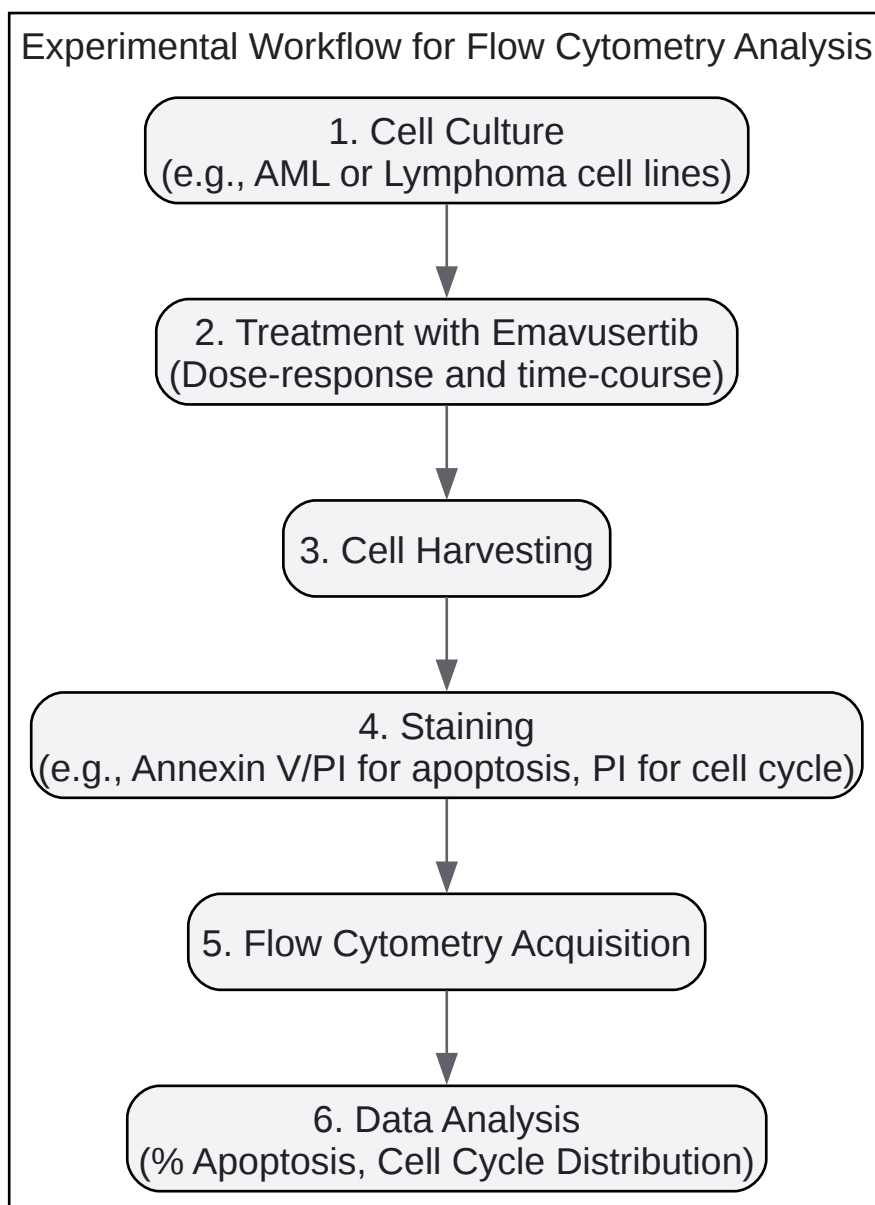 Experimental Workflow for Flow Cytometry Analysis
1. Cell Culture
(e.g., AML or Lymphoma cell lines)
2. Treatment with Emavusertib
(Dose-response and time-course)
3. Cell Harvesting
4. Staining
(e.g., Annexin V/PI for apoptosis, PI for cell cycle)
5. Flow Cytometry Acquisition
6. Data Analysis
(% Apoptosis, Cell Cycle Distribution)